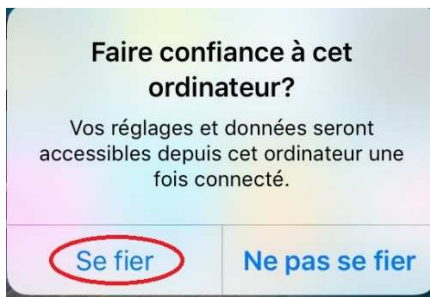 Faire confiance à cet
ordinateur?
Vos réglages et données seront
accessibles depuis cet ordinateur une
fois connecté.
Se fier
Ne pas se fier